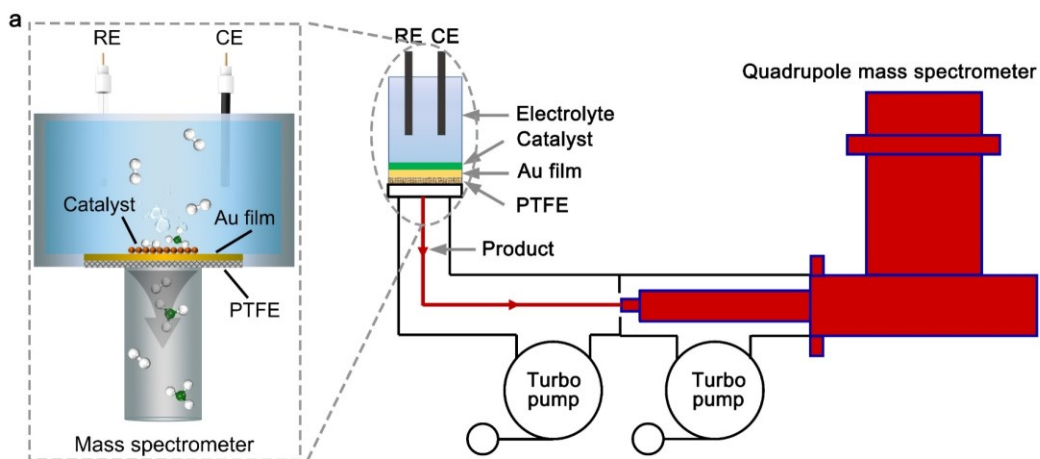 a
RE
CE
Catalyst
Au film
PTFE
Mass spectrometer
RE CE
Electrolyte
Catalyst
Au film
PTFE
Product
Quadrupole mass spectrometer
Turbo
pump
Turbo
pump